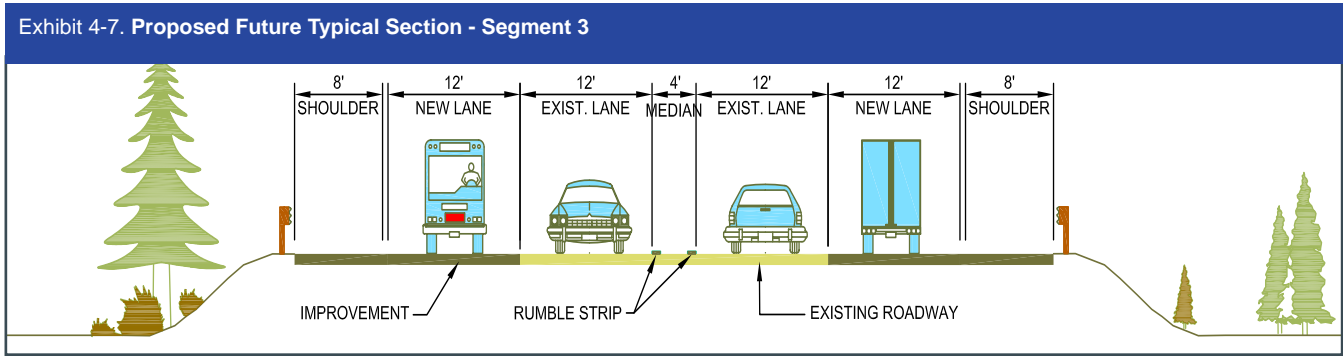 Exhibit 4-7. Proposed Future Typical Section - Segment 3
8' 12' 12' 4' 12' 12' 8'
SHOULDER NEW LANE EXIST. LANE MEDIAN EXIST. LANE NEW LANE SHOULDER
IMPROVEMENT RUMBLE STRIP EXISTING ROADWAY